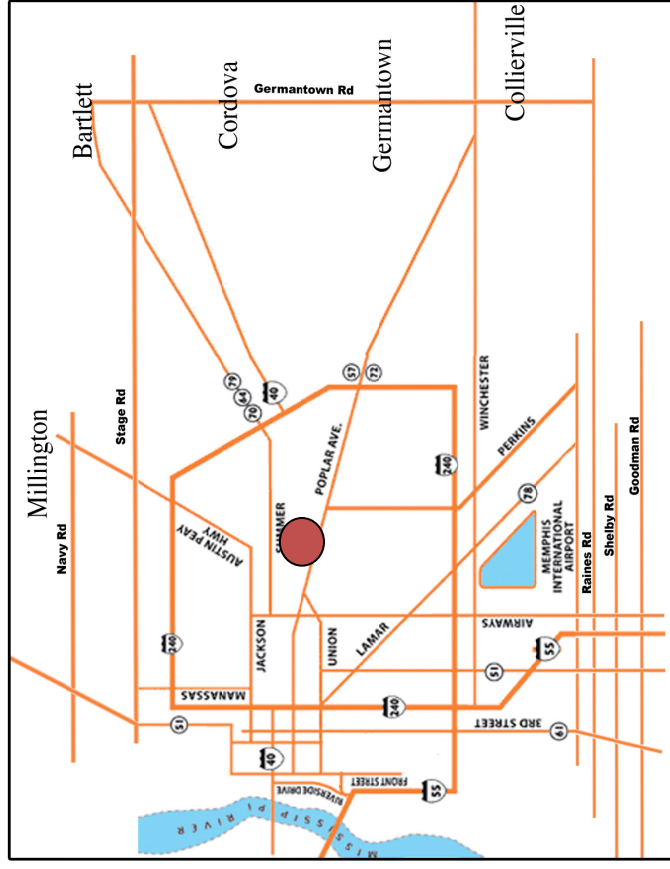 Bartlett
Cordova
Germantown Rd
Germantown
Collierville
Millington
Stage Rd
Navy Rd
79
64
70
40
57
72
WINCHESTER
POPLAR AVE.
PERKINS
240
SUMMER
78
Goodman Rd
Shelby Rd
Raines Rd
MEMPHIS
INTERNATIONAL
AIRPORT
AUSTIN PEAY
HWY
240
JACKSON
UNION
LAMAR
AIRWAYS
55
MANASSAS
51
51
240
3RD STREET
61
40
RIVERSIDE DRIVE
FRONT STREET
55
MISSISSIPPI RIVER